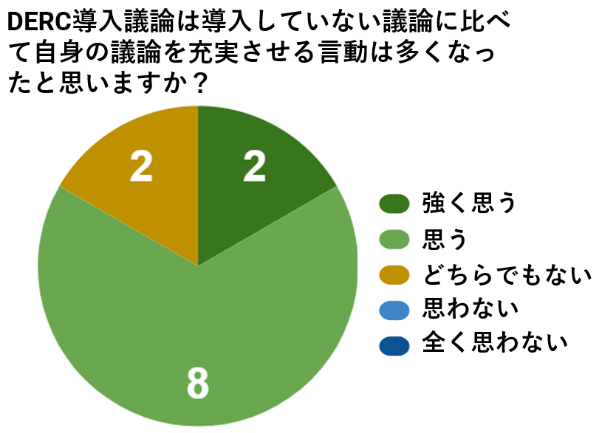 DERC導入議論は導入していない議論に比べ
て自身の議論を充実させる言動は多くなっ
たと思いますか？
2
2
8
強く思う
思う
どちらでもない
思わない
全く思わない